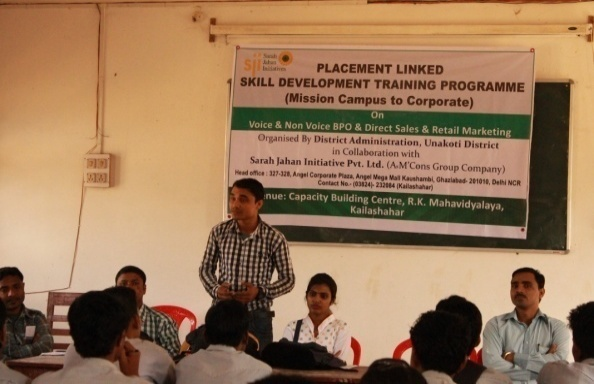 Sji
Sarah
Jahan
Initiatives
PLACEMENT LINKED
SKILL DEVELOPMENT TRAINING PROGRAMME
(Mission Campus to Corporate)
On
Voice & Non Voice BPO & Direct Sales & Retail Marketing
Organised By District Administration, Unakoti District
in Collaboration with
Sarah Jahan Initiative Pvt. Ltd. (A.M'Cons Group Company)
Head office : 327-328, Angel Corporate Plaza, Angel Mega Mall Kaushambi, Ghaziabad- 201010, Delhi NCR
Contact No.- (03824)- 232884 (Kailashahar)
Venue: Capacity Building Centre, R.K. Mahavidyalaya,
Kailashahar